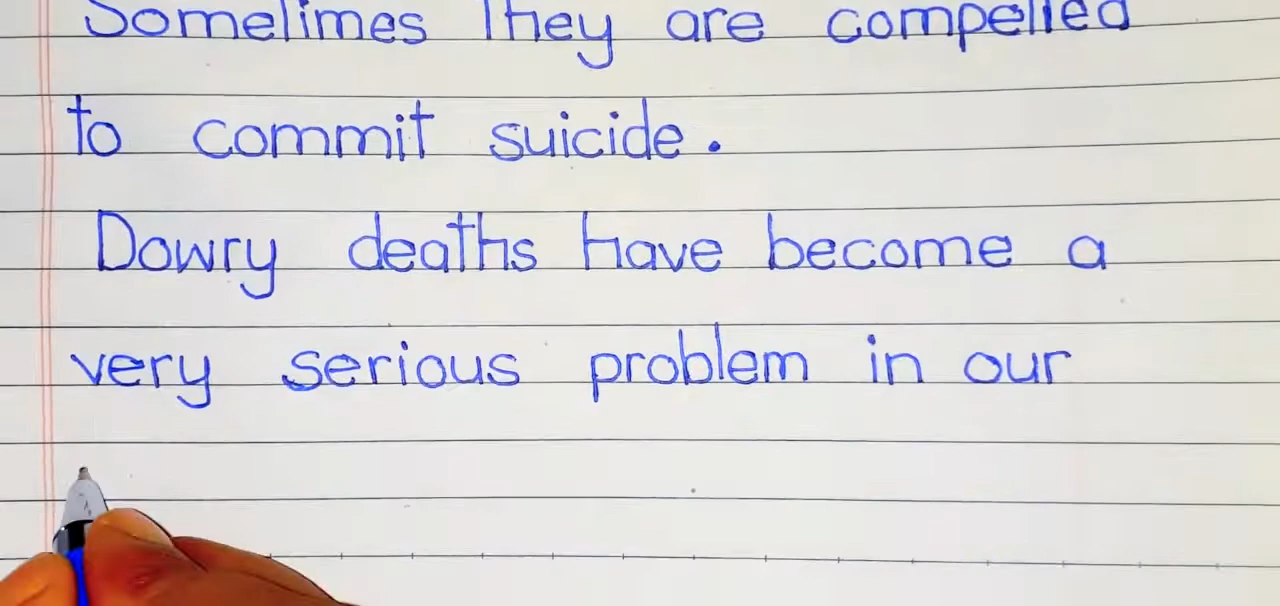 Sometimes They are compelled
to commit suicide.
Dowry deaths have become a
very serious problem in our